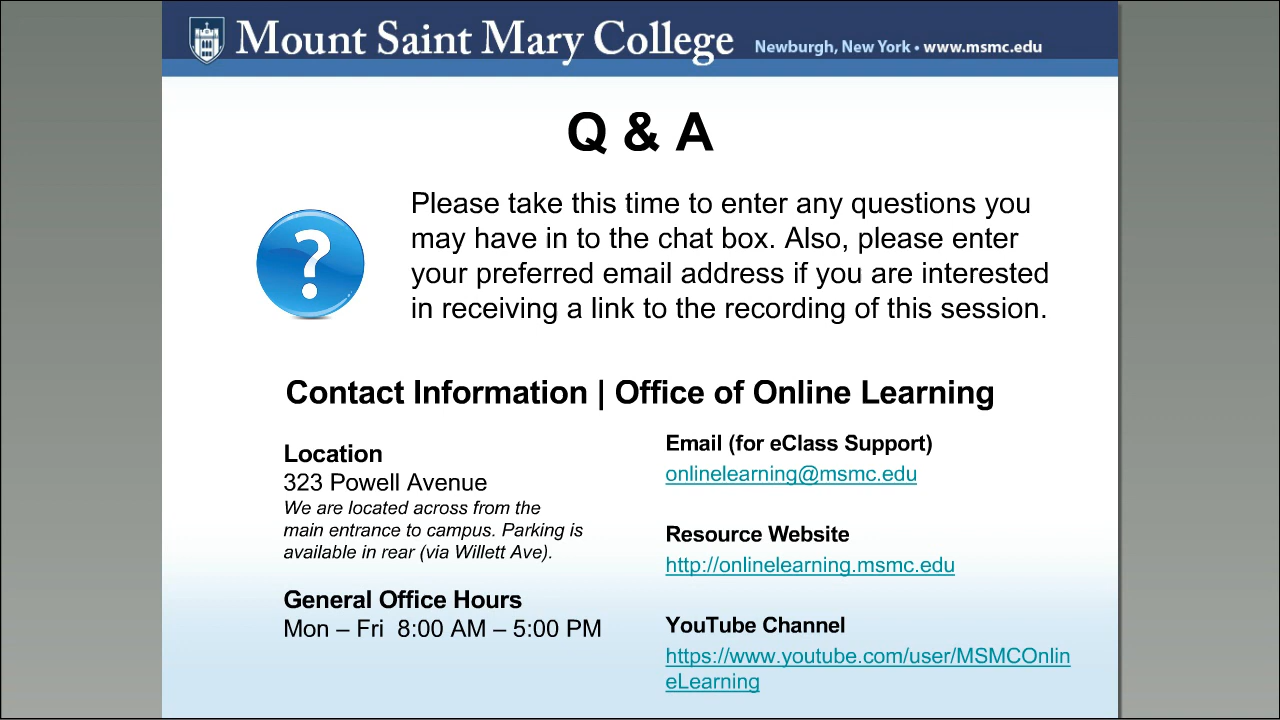 Mount Saint Mary College Newburgh, New York • www.msmc.edu
Q & A
?
Please take this time to enter any questions you
may have in to the chat box. Also, please enter
your preferred email address if you are interested
in receiving a link to the recording of this session.
Contact Information | Office of Online Learning
Location
323 Powell Avenue
We are located across from the
main entrance to campus. Parking is
available in rear (via Willett Ave).
General Office Hours
Mon – Fri  8:00 AM – 5:00 PM
Email (for eClass Support)
onlinelearning@msmc.edu
Resource Website
http://onlinelearning.msmc.edu
YouTube Channel
https://www.youtube.com/user/MSMCOnlin
eLearning